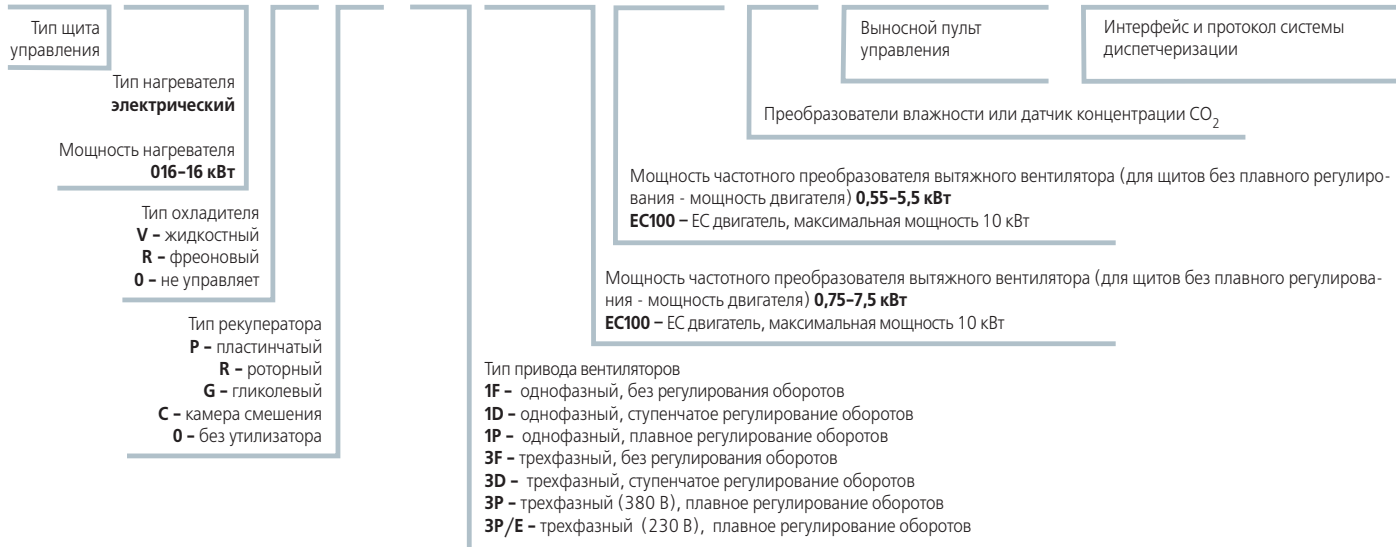 Тип щита
управления
Тип нагревателя
электрический
Мощность нагревателя
016–16 кВт
Тип охладителя
V – жидкостный
R – фреоновый
0 – не управляет
Тип рекуператора
P – пластинчатый
R – роторный
G – гликолевый
C – камера смешения
0 – без утилизатора
Тип привода вентиляторов
1F – однофазный, без регулирования оборотов
1D – однофазный, ступенчатое регулирование оборотов
1P – однофазный, плавное регулирование оборотов
3F – трехфазный, без регулирования оборотов
3D – трехфазный, ступенчатое регулирование оборотов
3P – трехфазный (380 В), плавное регулирование оборотов
3P/E – трехфазный (230 В), плавное регулирование оборотов
Мощность частотного преобразователя вытяжного вентилятора (для щитов без плавного регулирова-
ния - мощность двигателя) 0,75–7,5 кВт
EC100 – ЕС двигатель, максимальная мощность 10 кВт
Мощность частотного преобразователя вытяжного вентилятора (для щитов без плавного регулиро-
вания - мощность двигателя) 0,55–5,5 кВт
EC100 – ЕС двигатель, максимальная мощность 10 кВт
Преобразователи влажности или датчик концентрации CO2
Выносной пульт
управления
Интерфейс и протокол системы
диспетчеризации